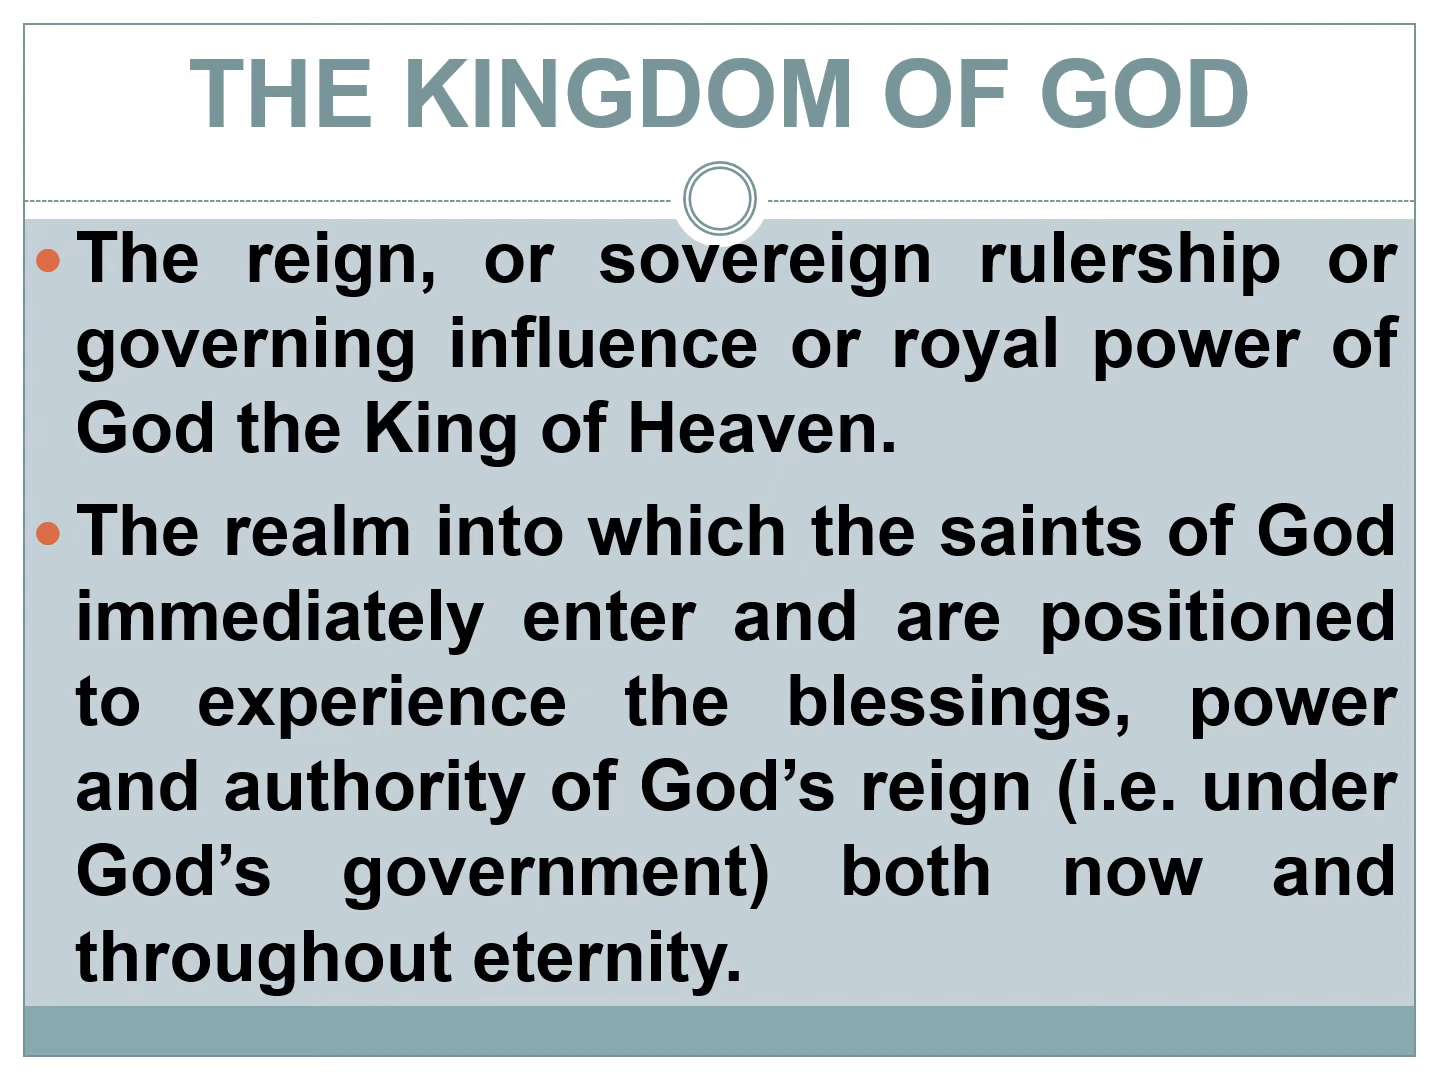 THE KINGDOM OF GOD
The reign, or sovereign rulership or
governing influence or royal power of
God the King of Heaven.
The realm into which the saints of God
immediately enter and are positioned
to experience the blessings, power
and authority of God’s reign (i.e. under
God’s government) both now and
throughout eternity.